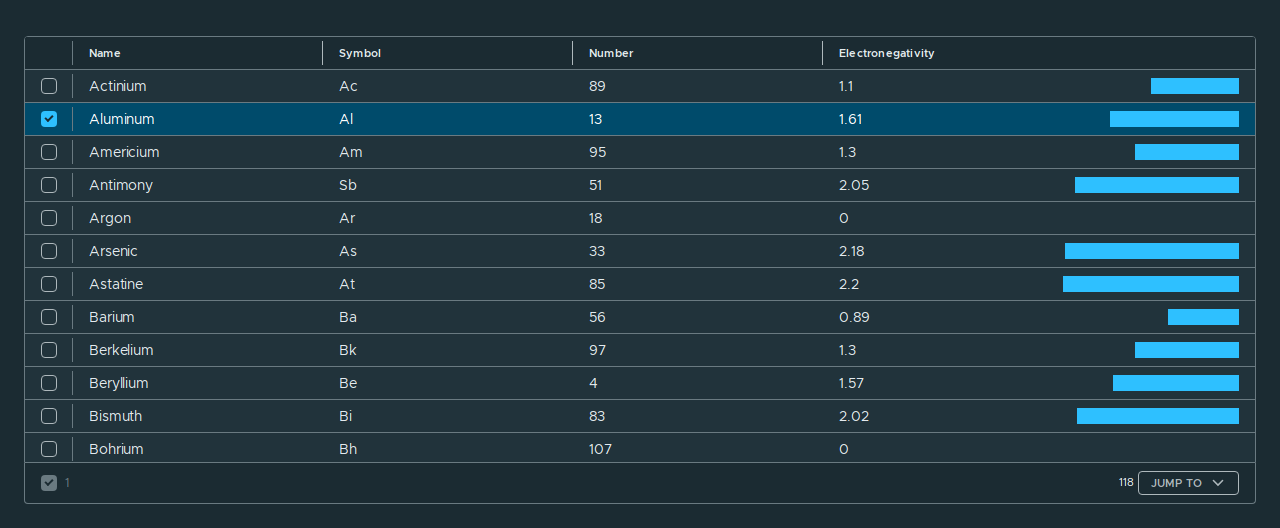 Name Symbol Number Electronegativity
Actinium Ac 89 1.1
Aluminum Al 13 1.61
Americium Am 95 1.3
Antimony Sb 51 2.05
Argon Ar 18 0
Arsenic As 33 2.18
Astatine At 85 2.2
Barium Ba 56 0.89
Berkelium Bk 97 1.3
Beryllium Be 4 1.57
Bismuth Bi 83 2.02
Bohrium Bh 107 0
1 118 JUMP TO